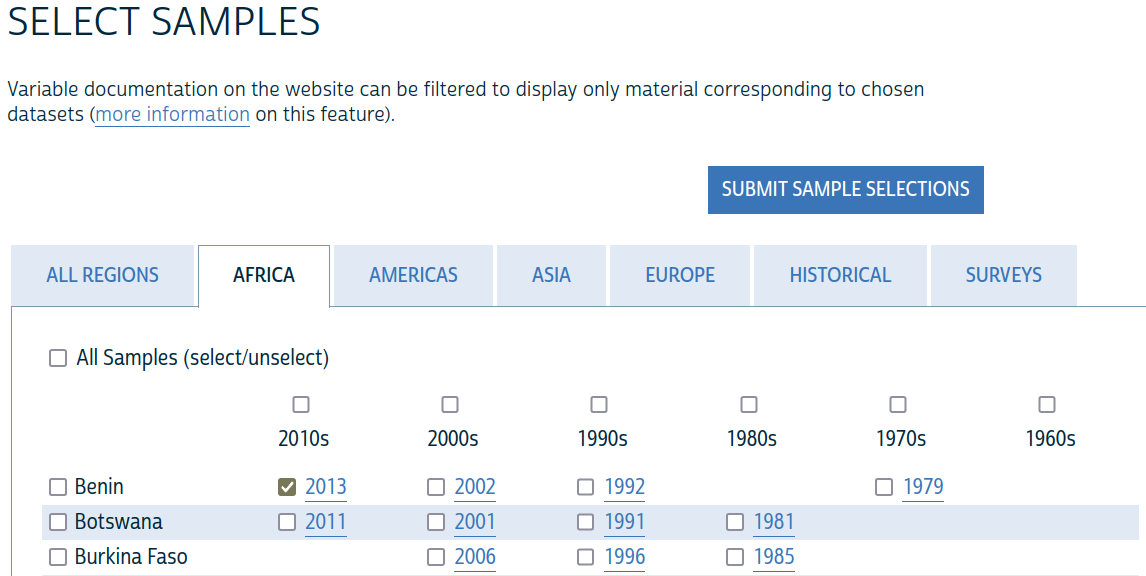 SELECT SAMPLES
Variable documentation on the website can be filtered to display only material corresponding to chosen
datasets (more information on this feature).
SUBMIT SAMPLE SELECTIONS
ALL REGIONS AFRICA AMERICAS ASIA EUROPE HISTORICAL SURVEYS
All Samples (select/unselect)
2010s 2000s 1990s 1980s 1970s 1960s
Benin 2013 2002 1992 1979
Botswana 2011 2001 1991 1981
Burkina Faso 2006 1996 1985